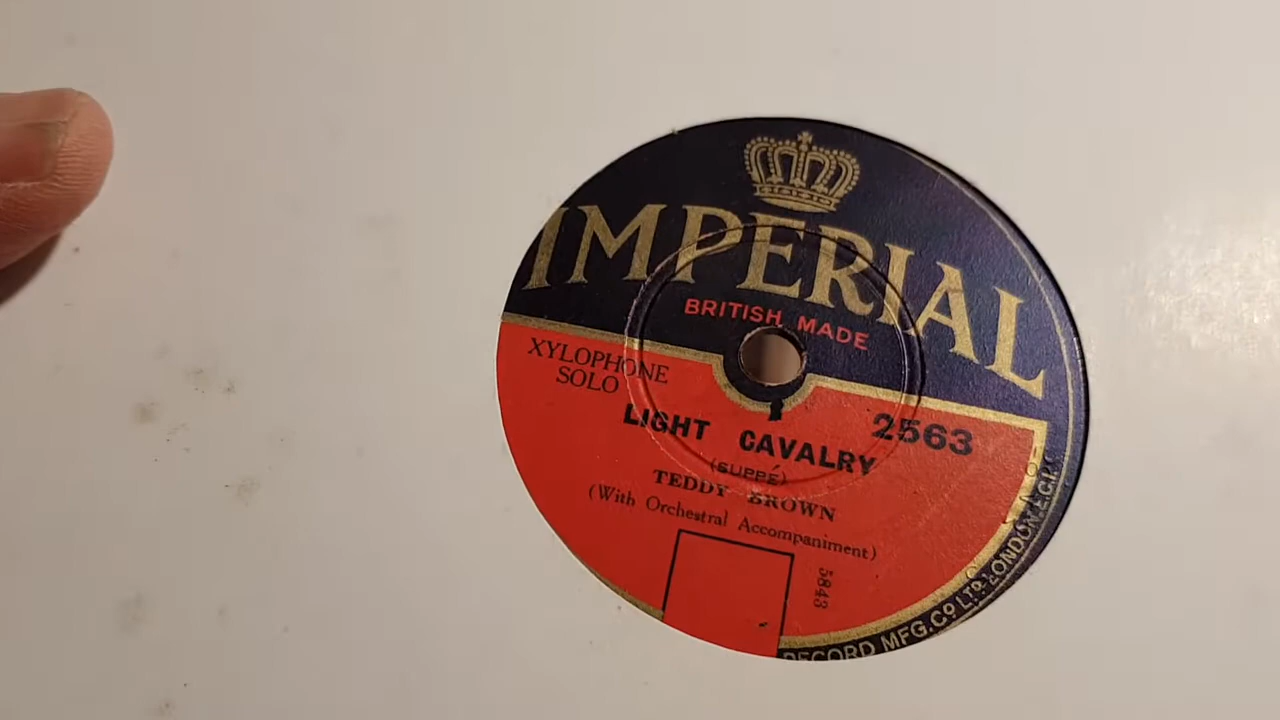 IMPERIAL
BRITISH MADE
XYLOPHONE
SOLO
2563
LIGHT CAVALRY
(SUPPÉ)
TEDDY BROWN
(With Orchestral Accompaniment)
5843
RECORD MFG. CO LTD. LONDON. E.C.1.